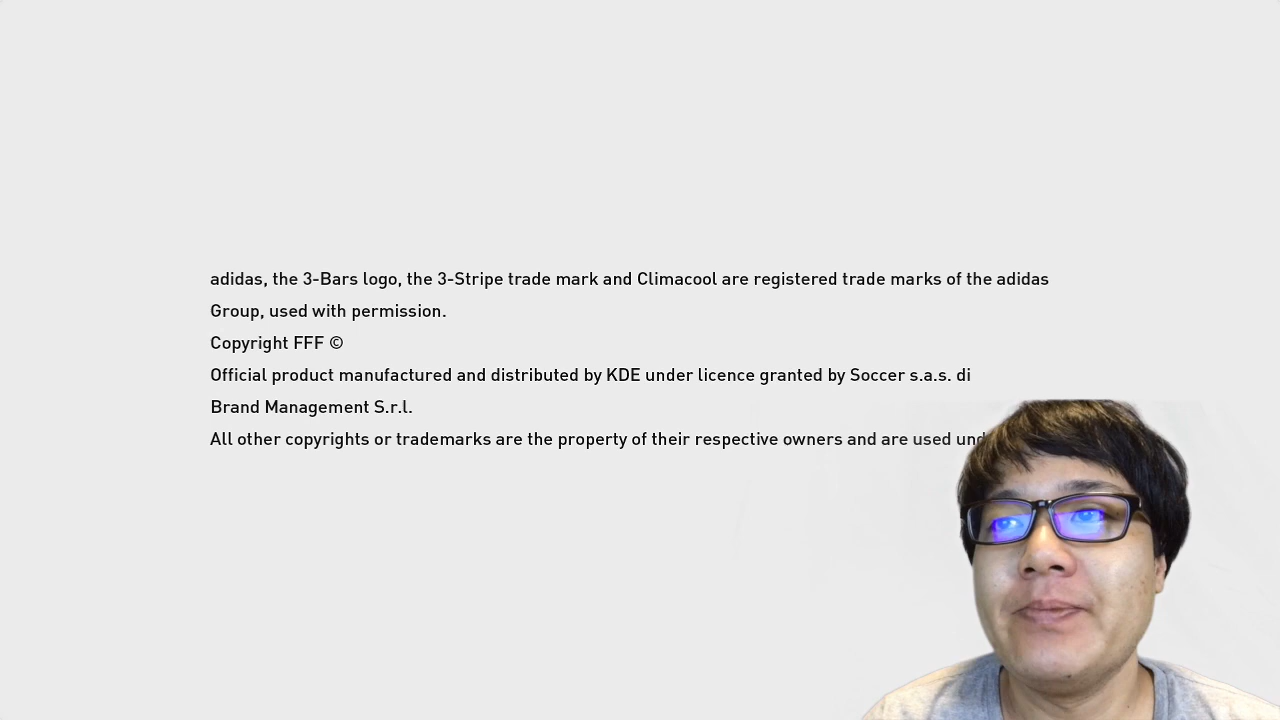 adidas, the 3-Bars logo, the 3-Stripe trade mark and Climacool are registered trade marks of the adidas
Group, used with permission.
Copyright FFF ©
Official product manufactured and distributed by KDE under licence granted by Soccer s.a.s. di
Brand Management S.r.l.
All other copyrights or trademarks are the property of their respective owners and are used